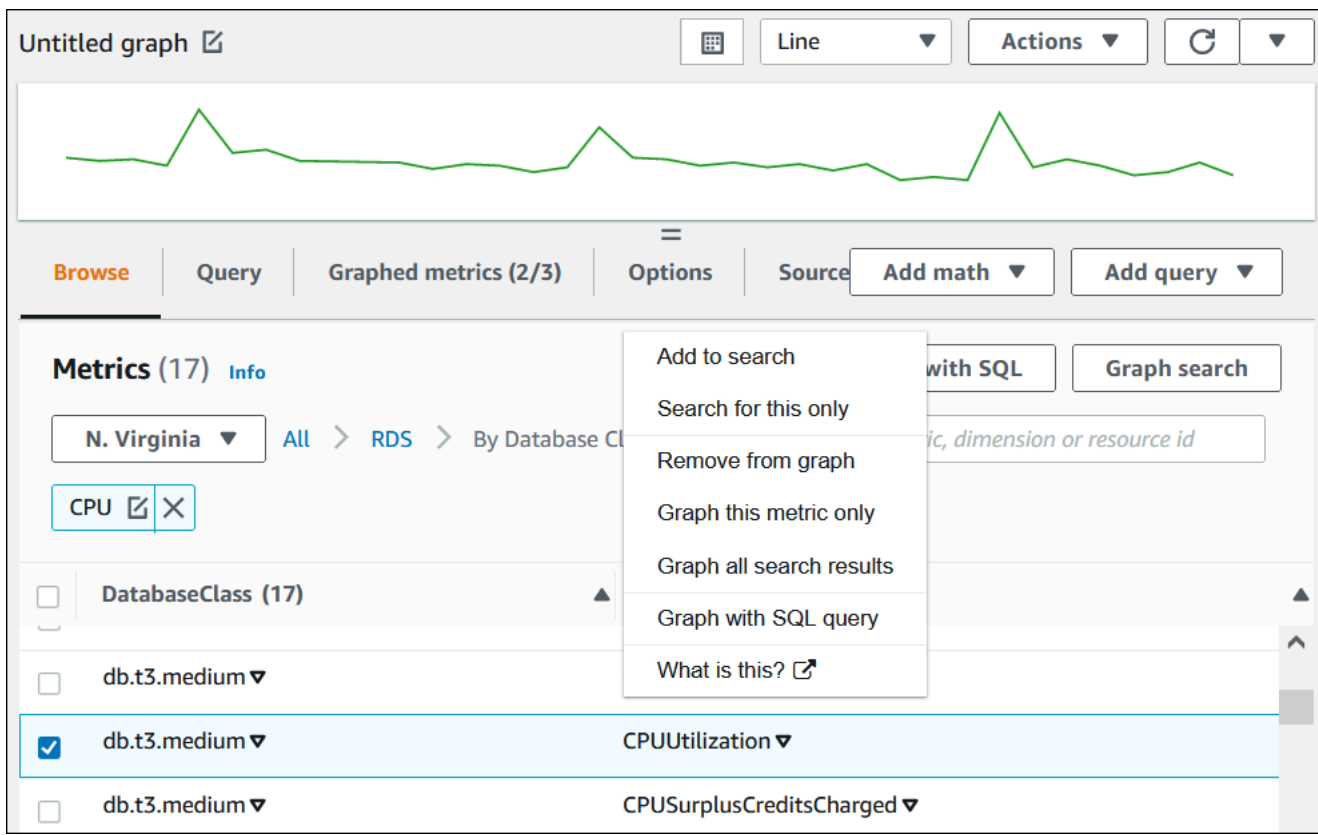 Untitled graph
Line
Actions
Browse
Query
Graphed metrics (2/3)
Options
Source
Add math
Add query
Metrics (17) Info
with SQL
Graph search
N. Virginia
All > RDS > By Database Cl
ic, dimension or resource id
CPU
Add to search
Search for this only
Remove from graph
Graph this metric only
Graph all search results
Graph with SQL query
What is this?
DatabaseClass (17)
db.t3.medium
db.t3.medium CPUUtilization
db.t3.medium CPUSurplusCreditsCharged